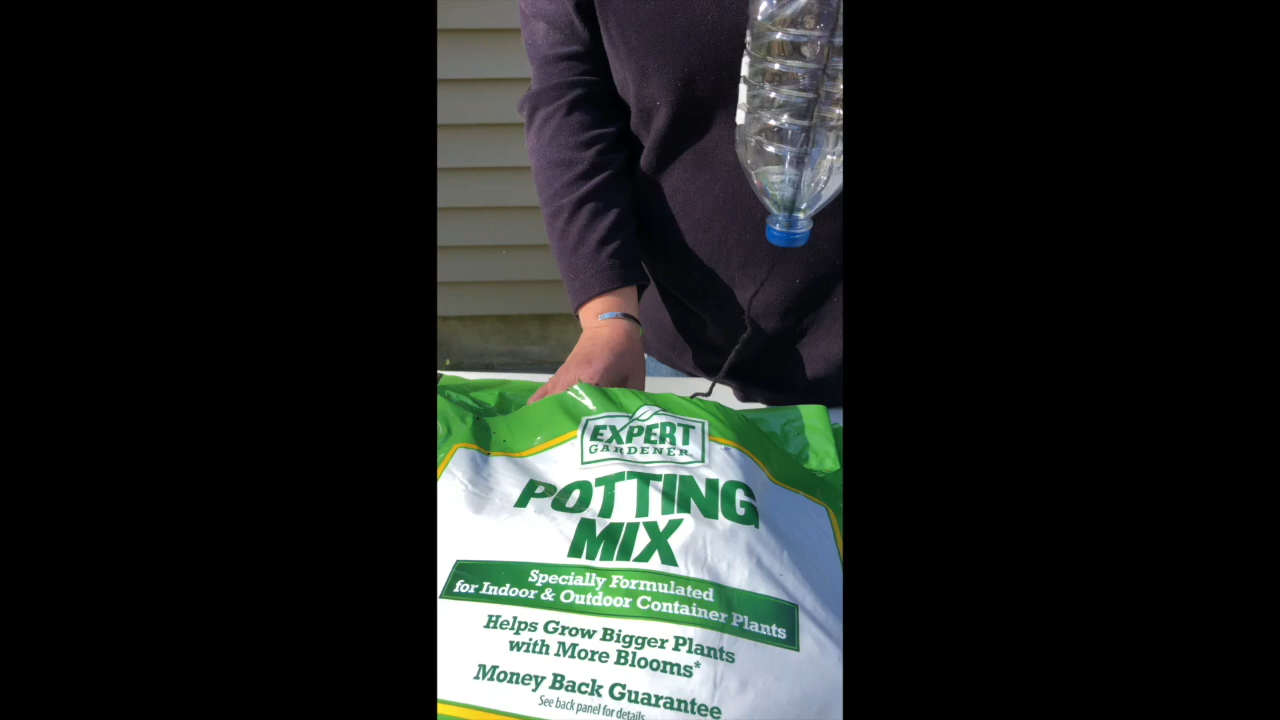 EXPERT
GARDENER
POTTING
MIX
Specially Formulated
for Indoor & Outdoor Container Plants
Helps Grow Bigger Plants
with More Blooms*
Money Back Guarantee
See back panel for details.